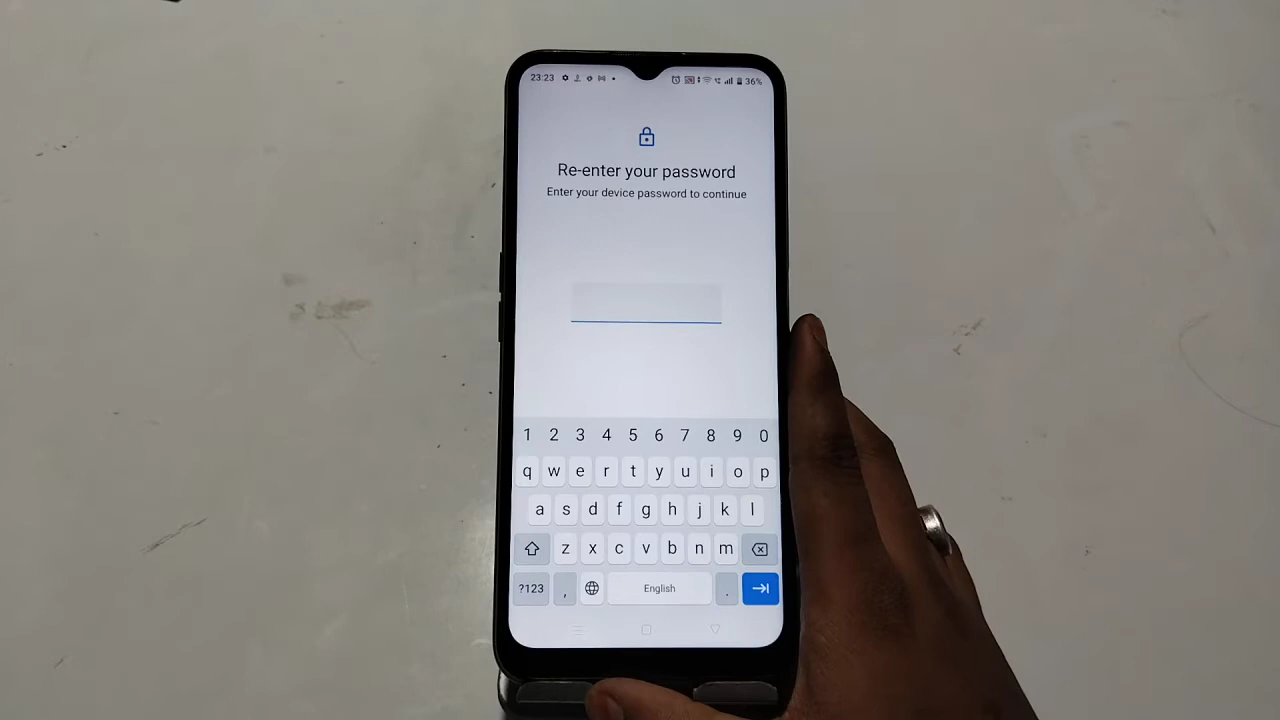 23:23 36%
Re-enter your password
Enter your device password to continue
1 2 3 4 5 6 7 8 9 0
q w e r t y u i o p
a s d f g h j k l
z x c v b n m
?123 , English .